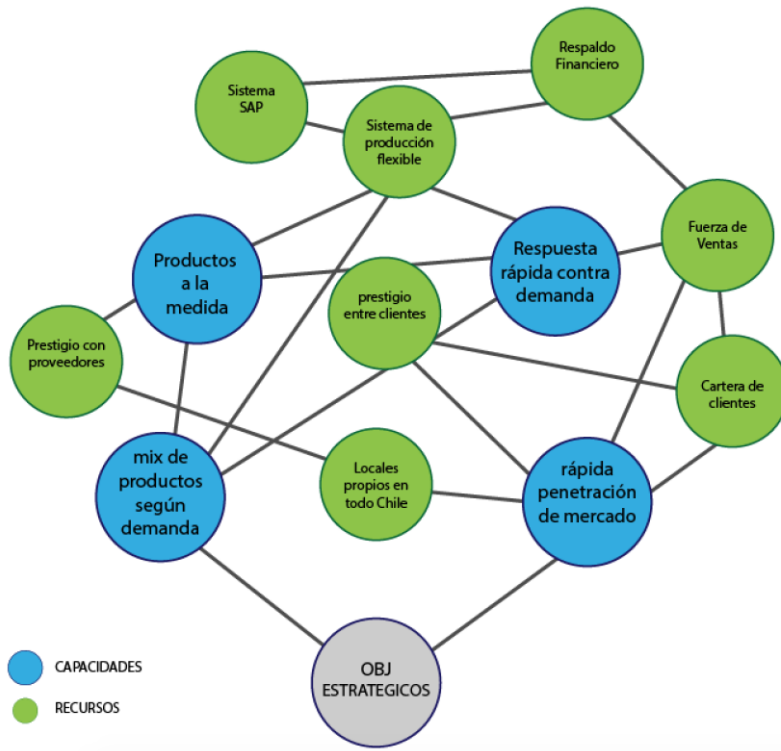 Respaldo
Financiero
Sistema
SAP
Sistema de
producción
flexible
Fuerza de
Ventas
Productos
a la
medida
Respuesta
rápida contra
demanda
prestigio
entre clientes
Prestigio con
proveedores
Cartera de
clientes
mix de
productos
según
demanda
Locales
propios en
todo Chile
rápida
penetración
de mercado
OBJ
ESTRATEGICOS
CAPACIDADES
RECURSOS